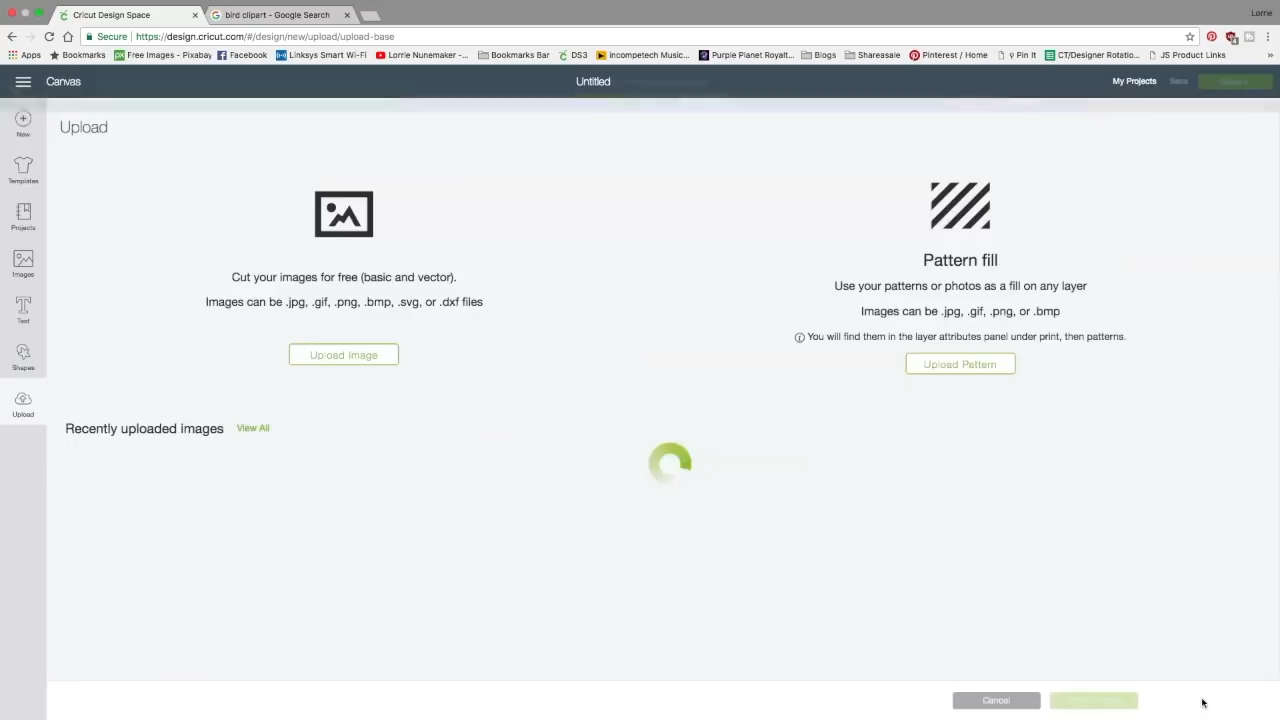 Cricut Design Space
bird clipart - Google Search
Lorrie
Secure
https://design.cricut.com/#/design/new/upload/upload-base
Apps
Bookmarks
Free Images - Pixabay
Facebook
Linksys Smart Wi-Fi
Lorrie Nunemaker -...
Bookmarks Bar
DS3
incompetech Music...
Purple Planet Royalt...
Blogs
Shareasale
Pinterest / Home
Pin It
CT/Designer Rotatio...
JS Product Links
»
Canvas
Untitled
My Projects
Save
New
Templates
Projects
Images
Text
Shapes
Upload
Upload
Cut your images for free (basic and vector).
Images can be .jpg, .gif, .png, .bmp, .svg, or .dxf files
Upload Image
Pattern fill
Use your patterns or photos as a fill on any layer
Images can be .jpg, .gif, .png, or .bmp
You will find them in the layer attributes panel under print, then patterns.
Upload Pattern
Recently uploaded images
View All
Cancel